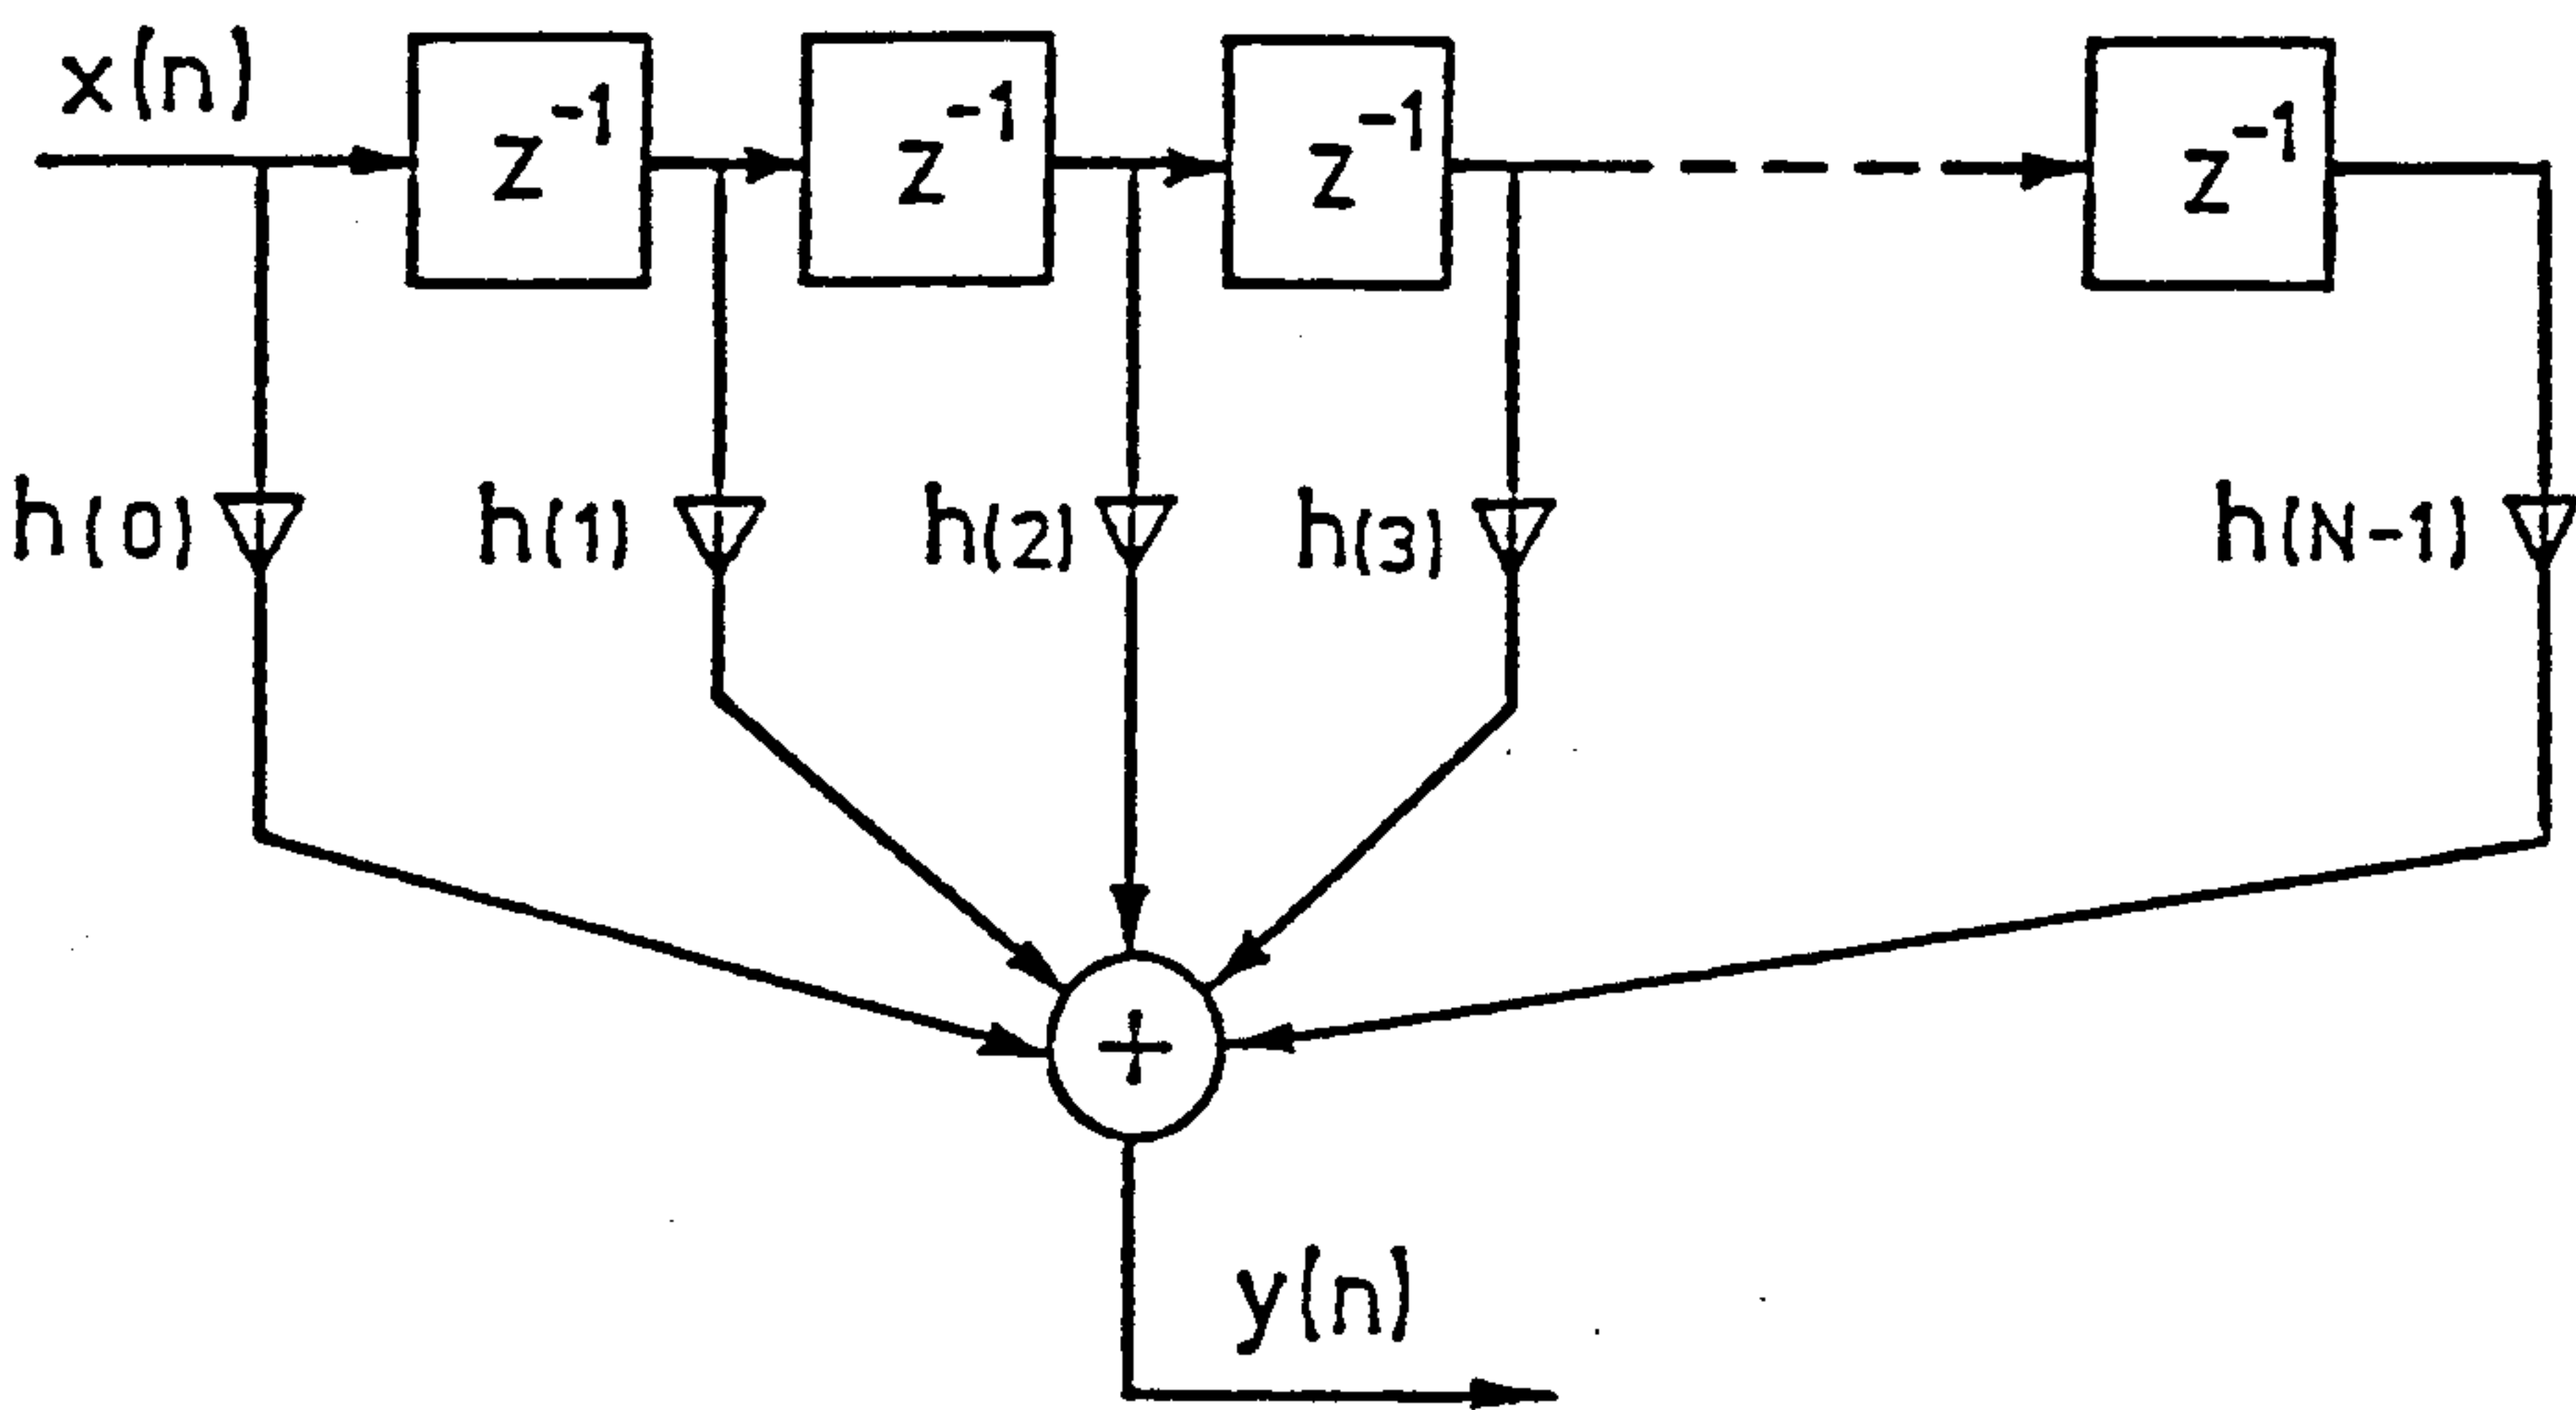 x(n)
z⁻¹ z⁻¹ z⁻¹ z⁻¹
h(0) h(1) h(2) h(3) h(N-1)
+
y(n)